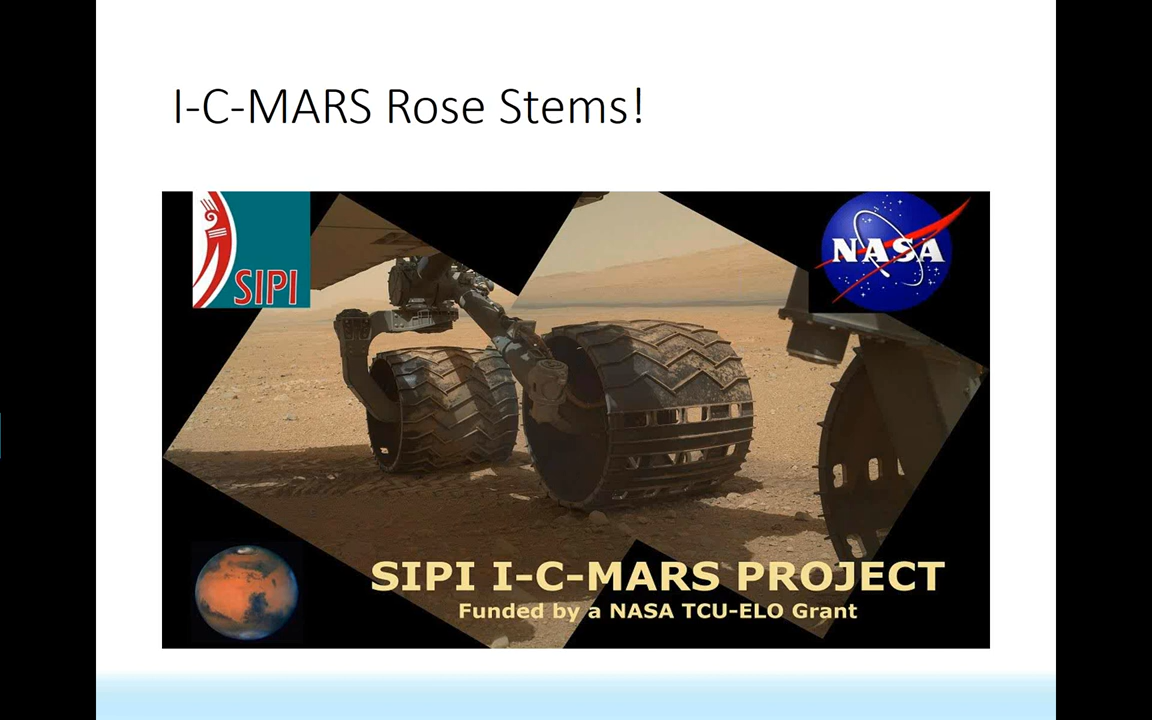 I-C-MARS Rose Stems!
SIPI
NASA
SIPI I-C-MARS PROJECT
Funded by a NASA TCU-ELO Grant